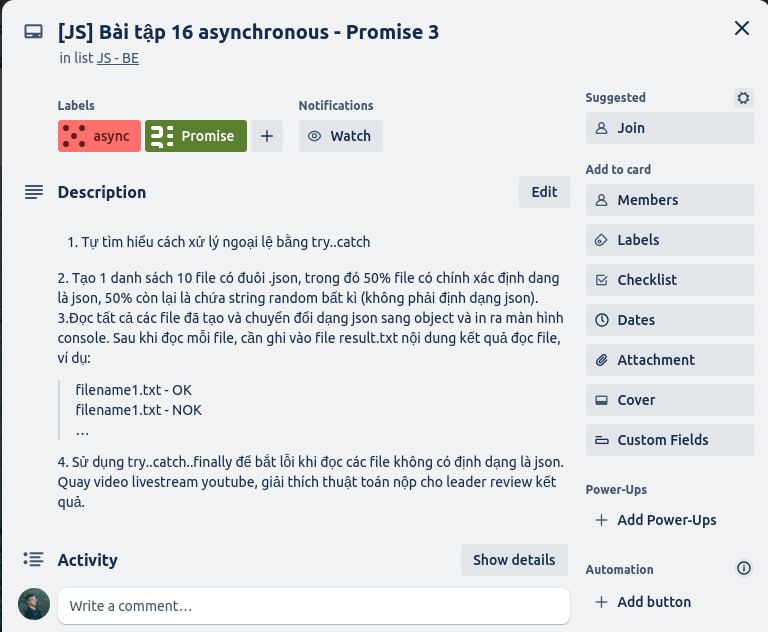 [JS] Bài tập 16 asynchronous - Promise 3
in list JS - BE
Labels
async
Promise
Notifications
Watch
Description
Edit
1. Tự tìm hiểu cách xử lý ngoại lệ bằng try..catch
2. Tạo 1 danh sách 10 file có đuôi .json, trong đó 50% file có chính xác định dang
là json, 50% còn lại là chứa string random bất kì (không phải định dạng json).
3.Đọc tất cả các file đã tạo và chuyển đổi dạng json sang object và in ra màn hình
console. Sau khi đọc mỗi file, cần ghi vào file result.txt nội dung kết quả đọc file,
ví dụ:
filename1.txt - OK
filename1.txt - NOK
…
4. Sử dụng try..catch..finally để bắt lỗi khi đọc các file không có định dạng là json.
Quay video livestream youtube, giải thích thuật toán nộp cho leader review kết
quả.
Activity
Show details
Write a comment…
Suggested
Join
Add to card
Members
Labels
Checklist
Dates
Attachment
Cover
Custom Fields
Power-Ups
Add Power-Ups
Automation
Add button